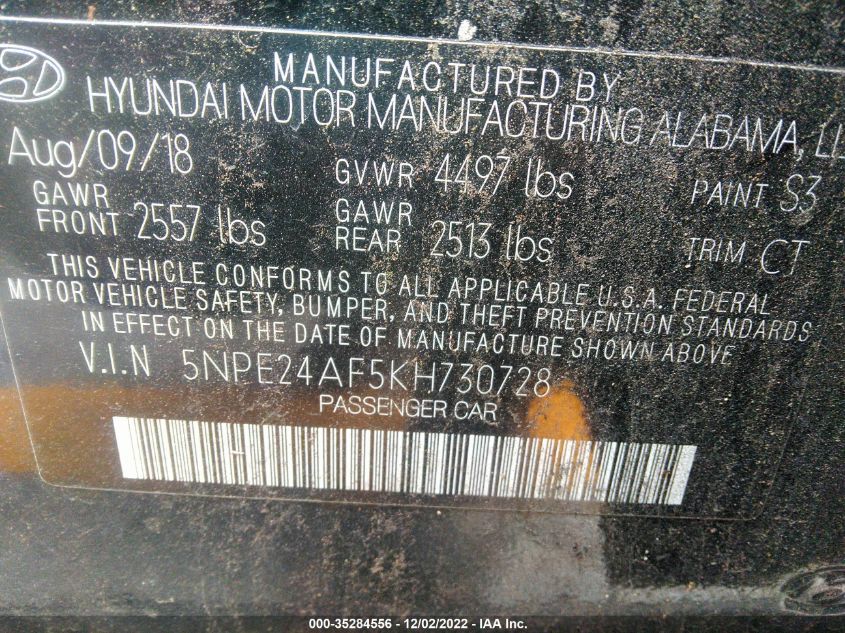 MANUFACTURED BY
HYUNDAI MOTOR MANUFACTURING ALABAMA, LL
Aug/09/18 GVWR 4497 lbs PAINT S3
GAWR FRONT 2557 lbs GAWR REAR 2513 lbs TRIM CT
THIS VEHICLE CONFORMS TO ALL APPLICABLE U.S.A. FEDERAL
MOTOR VEHICLE SAFETY, BUMPER, AND THEFT PREVENTION STANDARDS
IN EFFECT ON THE DATE OF MANUFACTURE SHOWN ABOVE
V.I.N 5NPE24AF5KH730728
PASSENGER CAR
000-35284556 - 12/02/2022 - IAA